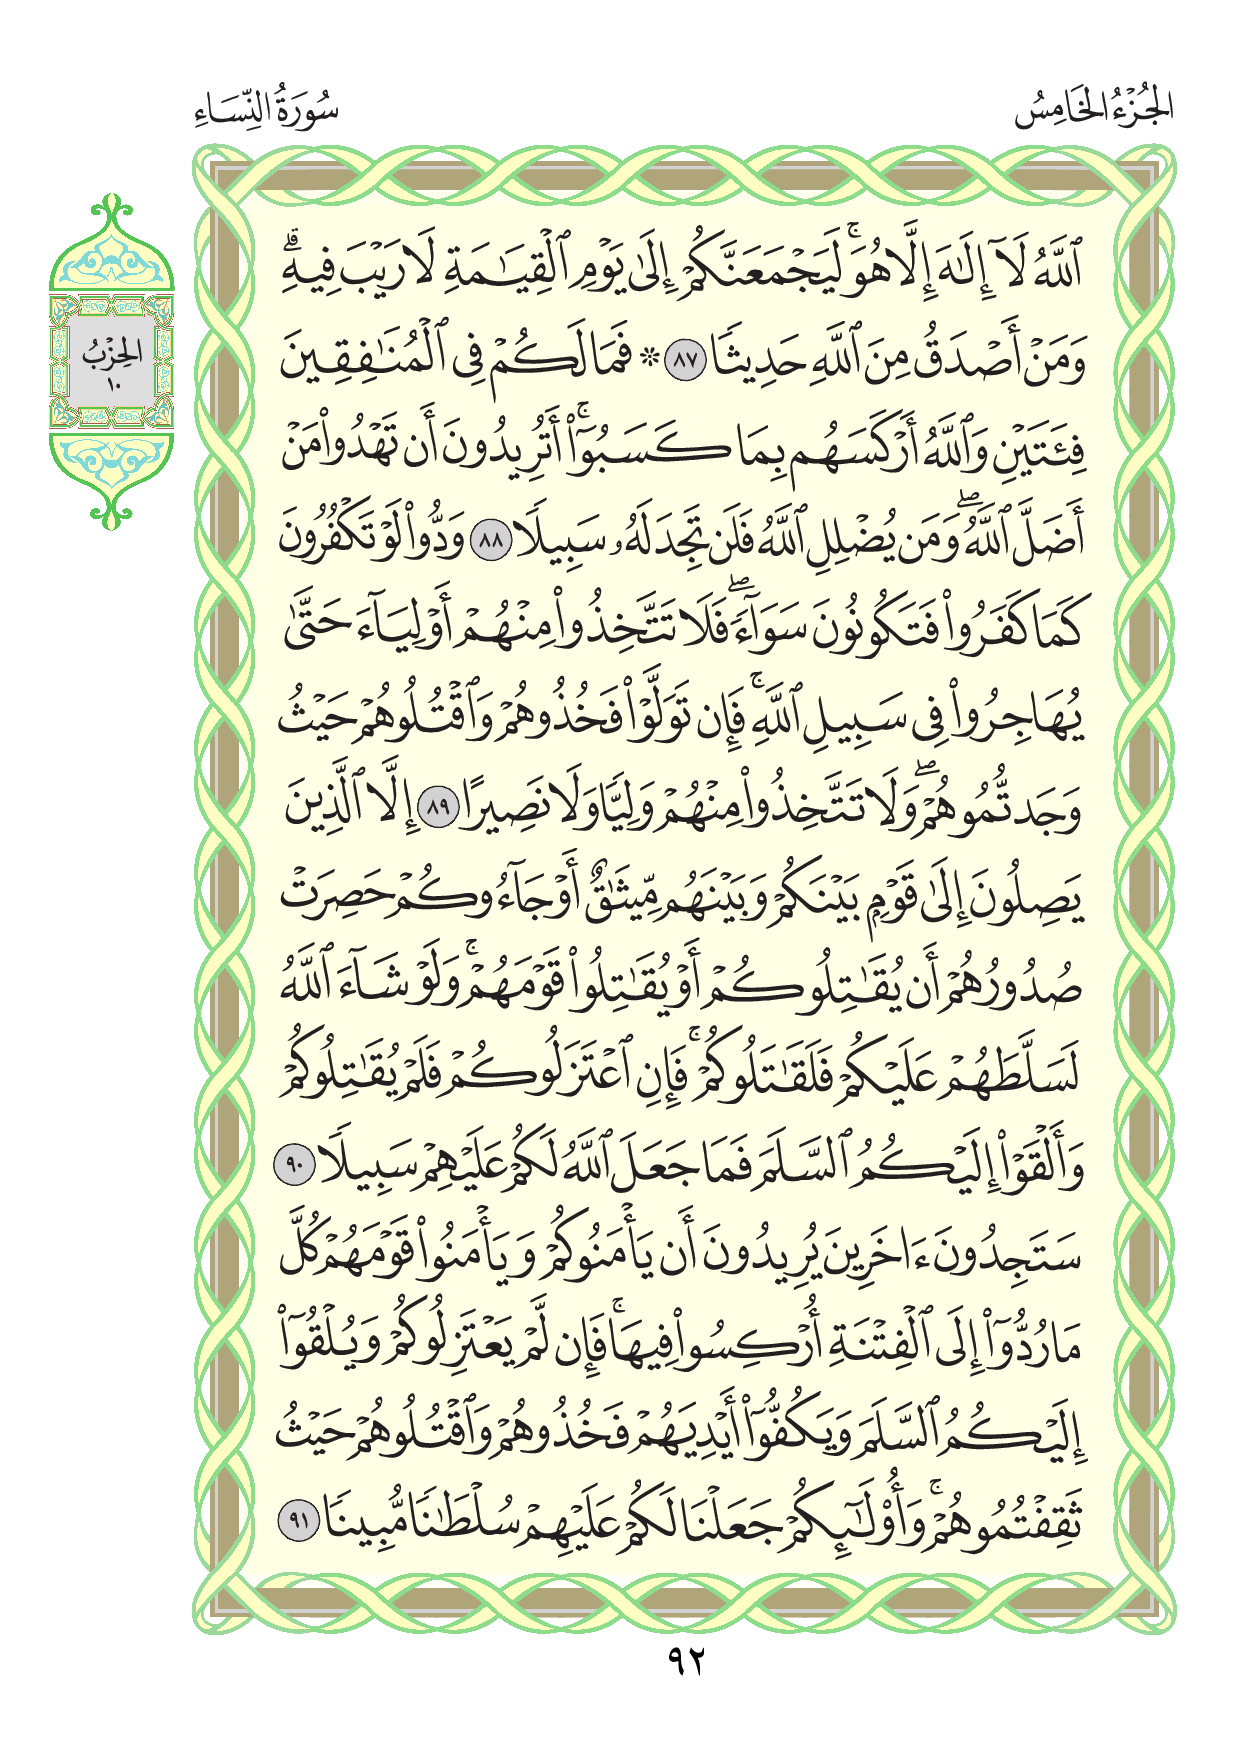 الجُزْءُ الخَامِسُ
سُورَةُ النِّسَاءِ
ٱللَّهُ لَآ إِلَٰهَ إِلَّا هُوَۚ لَيَجْمَعَنَّكُمْ إِلَىٰ يَوْمِ ٱلْقِيَٰمَةِ لَا رَيْبَ فِيهِۗ
وَمَنْ أَصْدَقُ مِنَ ٱللَّهِ حَدِيثًا ٨٧ ۞ فَمَا لَكُمْ فِى ٱلْمُنَٰفِقِينَ
فِئَتَيْنِ وَٱللَّهُ أَرْكَسَهُم بِمَا كَسَبُوٓا۟ۚ أَتُرِيدُونَ أَن تَهْدُوا۟ مَنْ
أَضَلَّ ٱللَّهُۖ وَمَن يُضْلِلِ ٱللَّهُ فَلَن تَجِدَ لَهُۥ سَبِيلًا ٨٨ وَدُّوا۟ لَوْ تَكْفُرُونَ
كَمَا كَفَرُوا۟ فَتَكُونُونَ سَوَآءًۖ فَلَا تَتَّخِذُوا۟ مِنْهُمْ أَوْلِيَآءَ حَتَّىٰ
يُهَاجِرُوا۟ فِى سَبِيلِ ٱللَّهِۚ فَإِن تَوَلَّوْا۟ فَخُذُوهُمْ وَٱقْتُلُوهُمْ حَيْثُ
وَجَدتُّمُوهُمْۖ وَلَا تَتَّخِذُوا۟ مِنْهُمْ وَلِيًّا وَلَا نَصِيرًا ٨٩ إِلَّا ٱلَّذِينَ
يَصِلُونَ إِلَىٰ قَوْمٍۭ بَيْنَكُمْ وَبَيْنَهُم مِّيثَٰقٌ أَوْ جَآءُوكُمْ حَصِرَتْ
صُدُورُهُمْ أَن يُقَٰتِلُوكُمْ أَوْ يُقَٰتِلُوا۟ قَوْمَهُمْۚ وَلَوْ شَآءَ ٱللَّهُ
لَسَلَّطَهُمْ عَلَيْكُمْ فَلَقَٰتَلُوكُمْۚ فَإِنِ ٱعْتَزَلُوكُمْ فَلَمْ يُقَٰتِلُوكُمْ
وَأَلْقَوْا۟ إِلَيْكُمُ ٱلسَّلَمَ فَمَا جَعَلَ ٱللَّهُ لَكُمْ عَلَيْهِمْ سَبِيلًا ٩٠
سَتَجِدُونَ ءَاخَرِينَ يُرِيدُونَ أَن يَأْمَنُوكُمْ وَيَأْمَنُوا۟ قَوْمَهُمْ كُلَّ
مَا رُدُّوٓا۟ إِلَى ٱلْفِتْنَةِ أُرْكِسُوا۟ فِيهَاۚ فَإِن لَّمْ يَعْتَزِلُوكُمْ وَيُلْقُوٓا۟
إِلَيْكُمُ ٱلسَّلَمَ وَيَكُفُّوٓا۟ أَيْدِيَهُمْ فَخُذُوهُمْ وَٱقْتُلُوهُمْ حَيْثُ
ثَقِفْتُمُوهُمْۚ وَأُو۟لَٰٓئِكُمْ جَعَلْنَا لَكُمْ عَلَيْهِمْ سُلْطَٰنًا مُّبِينًا ٩١
الحِزْبُ
١٠
٩٢